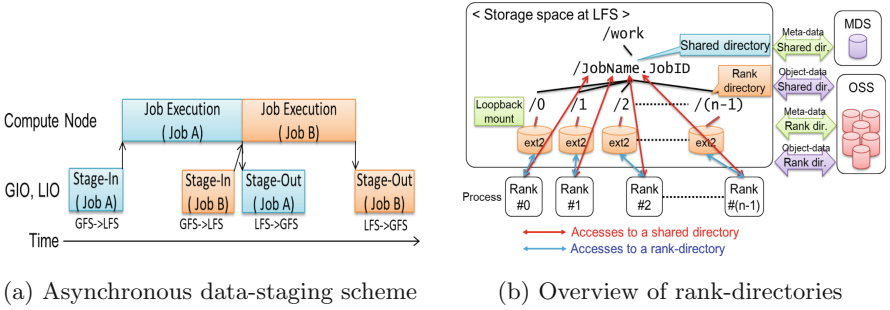 Compute Node
GIO, LIO
Job Execution
( Job A)
Job Execution
( Job B)
Stage-In
(Job A)
GFS->LFS
Stage-In
(Job B)
GFS->LFS
Stage-Out
(Job A)
LFS->GFS
Stage-Out
(Job B)
LFS->GFS
Time
(a) Asynchronous data-staging scheme
< Storage space at LFS >
/work
Shared directory
/JobName.JobID
Rank
directory
Loopback
mount
/0 /1 /2 /(n-1)
ext2 ext2 ext2 ext2
Process
Rank
#0
Rank
#1
Rank
#2
Rank
#(n-1)
Accesses to a shared directory
Accesses to a rank-directory
Meta-data
Shared dir.
Object-data
Shared dir.
Meta-data
Rank dir.
Object-data
Rank dir.
MDS
OSS
(b) Overview of rank-directories